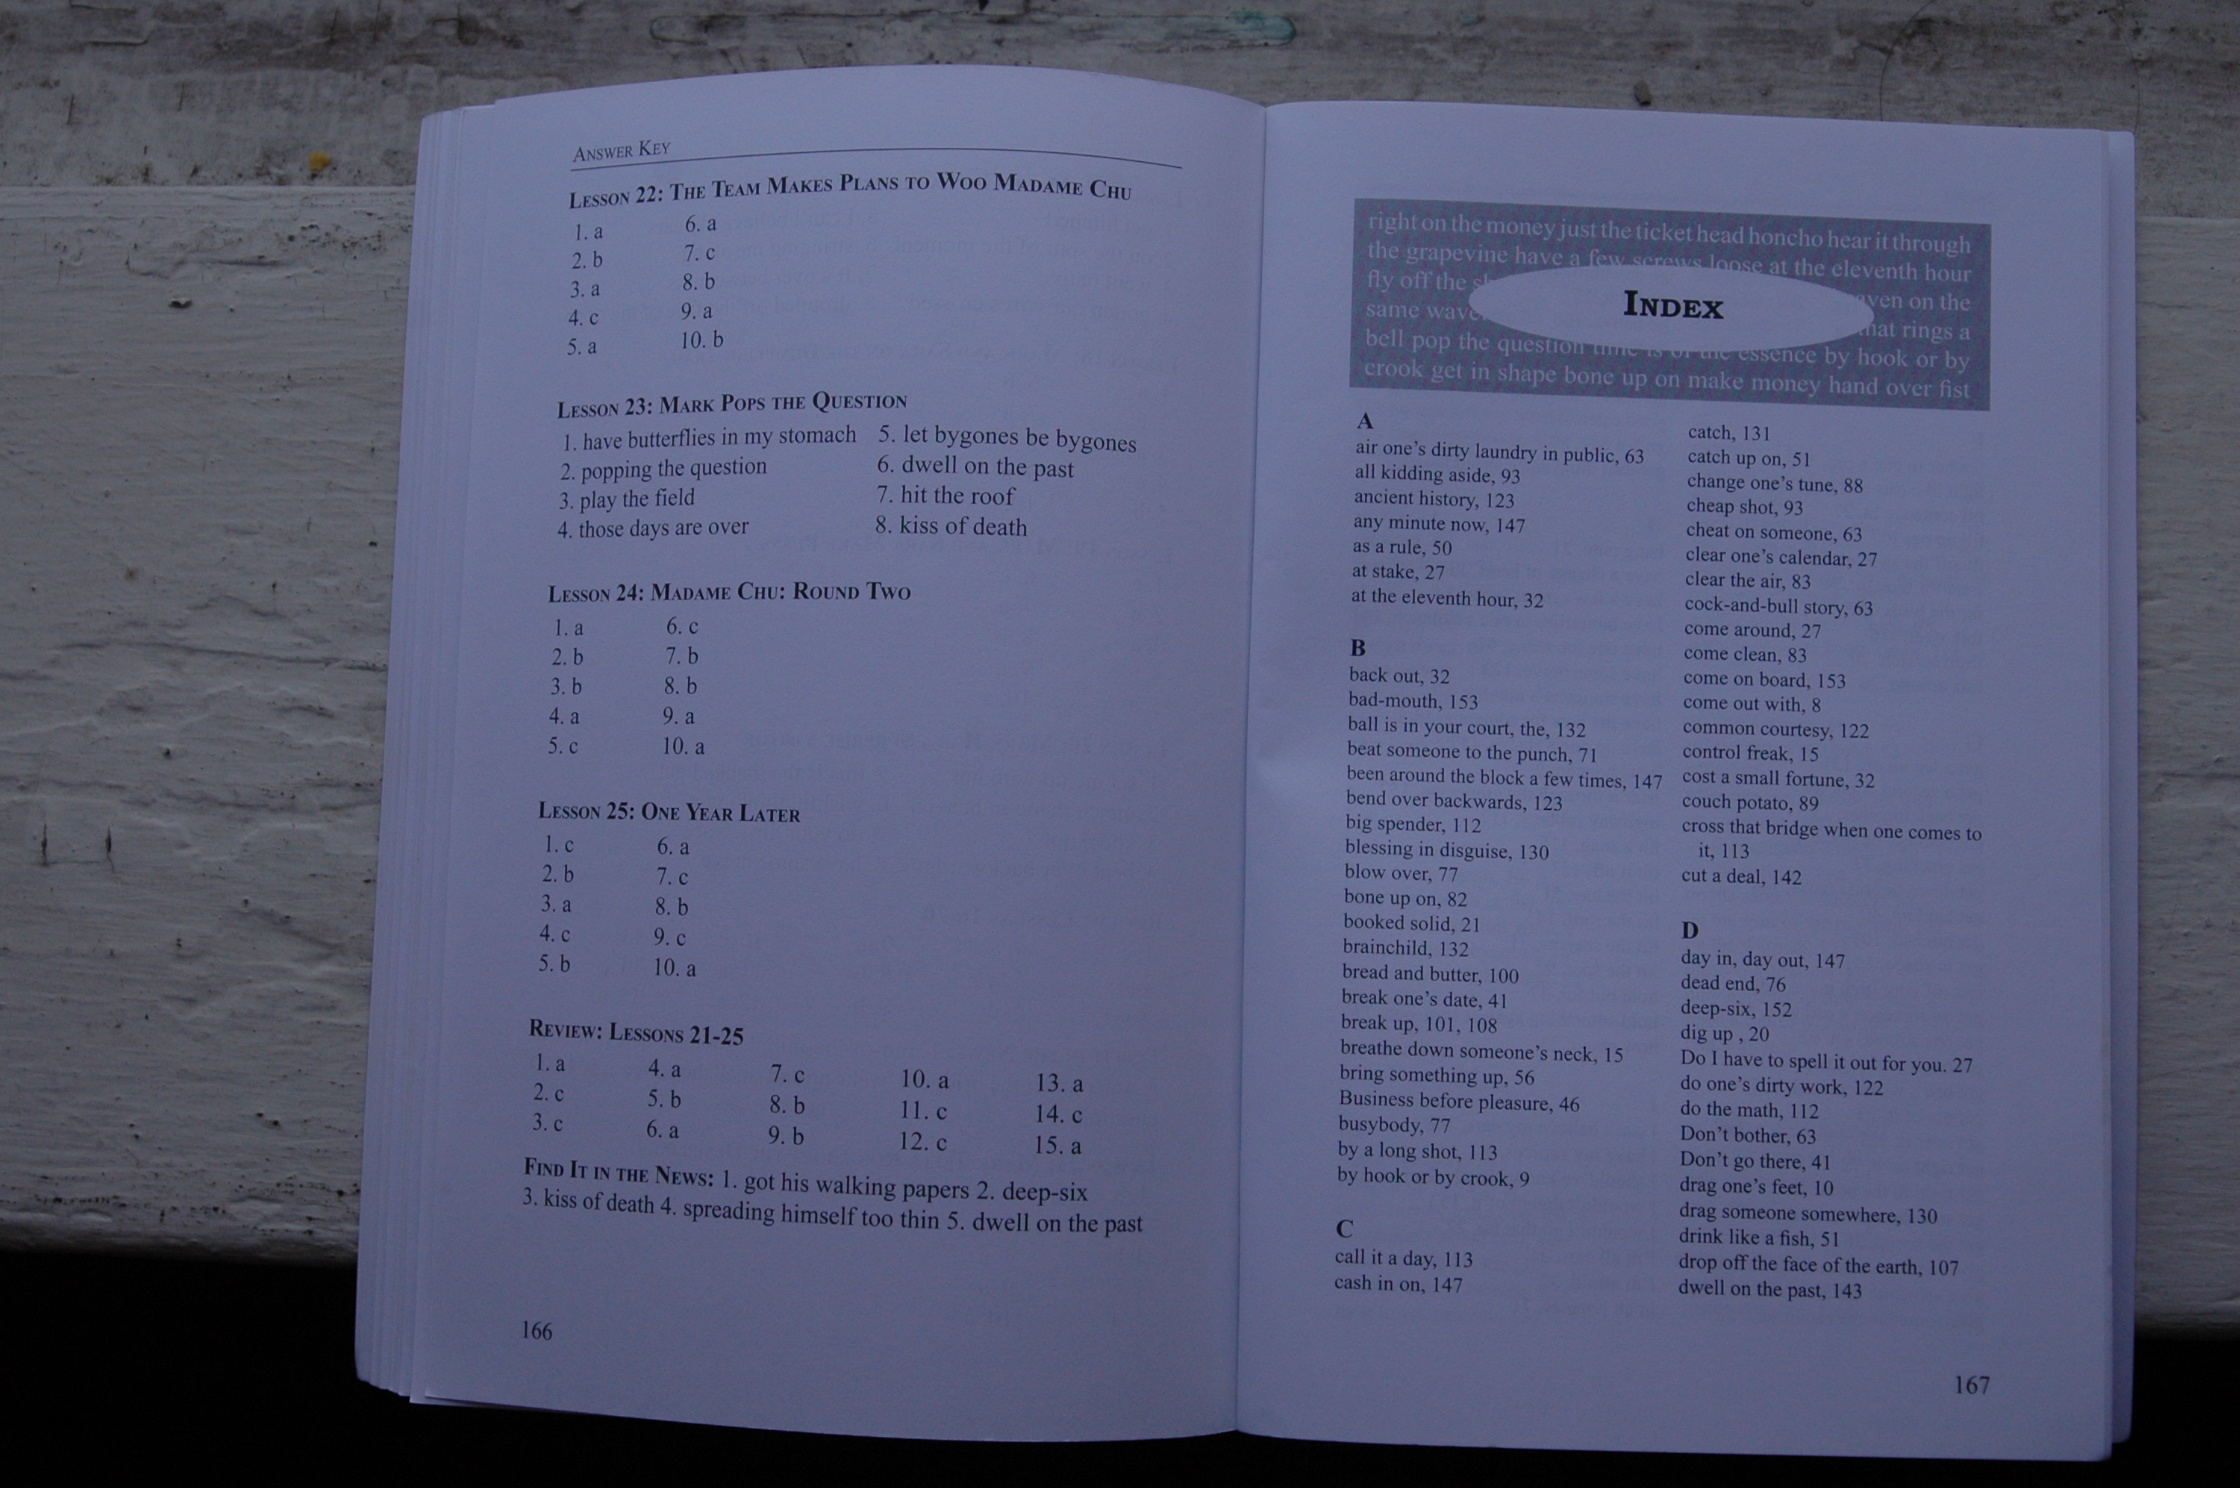 ANSWER KEY
LESSON 22: THE TEAM MAKES PLANS TO WOO MADAME CHU
1. a 6. a
2. b 7. c
3. a 8. b
4. c 9. a
5. a 10. b
LESSON 23: MARK POPS THE QUESTION
1. have butterflies in my stomach 5. let bygones be bygones
2. popping the question 6. dwell on the past
3. play the field 7. hit the roof
4. those days are over 8. kiss of death
LESSON 24: MADAME CHU: ROUND TWO
1. a 6. c
2. b 7. b
3. b 8. b
4. a 9. a
5. c 10. a
LESSON 25: ONE YEAR LATER
1. c 6. a
2. b 7. c
3. a 8. b
4. c 9. c
5. b 10. a
REVIEW: LESSONS 21-25
1. a 4. a 7. c 10. a 13. a
2. c 5. b 8. b 11. c 14. c
3. c 6. a 9. b 12. c 15. a
FIND IT IN THE NEWS: 1. got his walking papers 2. deep-six
3. kiss of death 4. spreading himself too thin 5. dwell on the past
166
right on the money just the ticket head honcho hear it through
the grapevine have a few screws loose at the eleventh hour
fly off the on the
same rings a
bell pop the question time is of the essence by hook or by
crook get in shape bone up on make money hand over fist
INDEX
A
air one's dirty laundry in public, 63
all kidding aside, 93
ancient history, 123
any minute now, 147
as a rule, 50
at stake, 27
at the eleventh hour, 32
B
back out, 32
bad-mouth, 153
ball is in your court, the, 132
beat someone to the punch, 71
been around the block a few times, 147
bend over backwards, 123
big spender, 112
blessing in disguise, 130
blow over, 77
bone up on, 82
booked solid, 21
brainchild, 132
bread and butter, 100
break one's date, 41
break up, 101, 108
breathe down someone's neck, 15
bring something up, 56
Business before pleasure, 46
busybody, 77
by a long shot, 113
by hook or by crook, 9
C
call it a day, 113
cash in on, 147
catch, 131
catch up on, 51
change one's tune, 88
cheap shot, 93
cheat on someone, 63
clear one's calendar, 27
clear the air, 83
cock-and-bull story, 63
come around, 27
come clean, 83
come on board, 153
come out with, 8
common courtesy, 122
control freak, 15
cost a small fortune, 32
couch potato, 89
cross that bridge when one comes to
it, 113
cut a deal, 142
D
day in, day out, 147
dead end, 76
deep-six, 152
dig up , 20
Do I have to spell it out for you. 27
do one's dirty work, 122
do the math, 112
Don't bother, 63
Don't go there, 41
drag one's feet, 10
drag someone somewhere, 130
drink like a fish, 51
drop off the face of the earth, 107
dwell on the past, 143
167